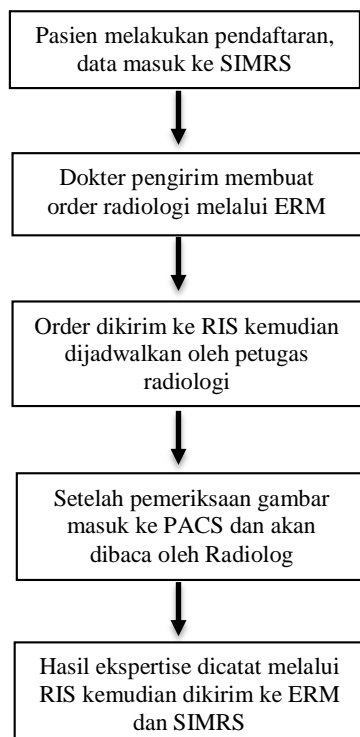 Pasien melakukan pendaftaran,
data masuk ke SIMRS
Dokter pengirim membuat
order radiologi melalui ERM
Order dikirim ke RIS kemudian
dijadwalkan oleh petugas
radiologi
Setelah pemeriksaan gambar
masuk ke PACS dan akan
dibaca oleh Radiolog
Hasil ekspertise dicatat melalui
RIS kemudian dikirim ke ERM
dan SIMRS